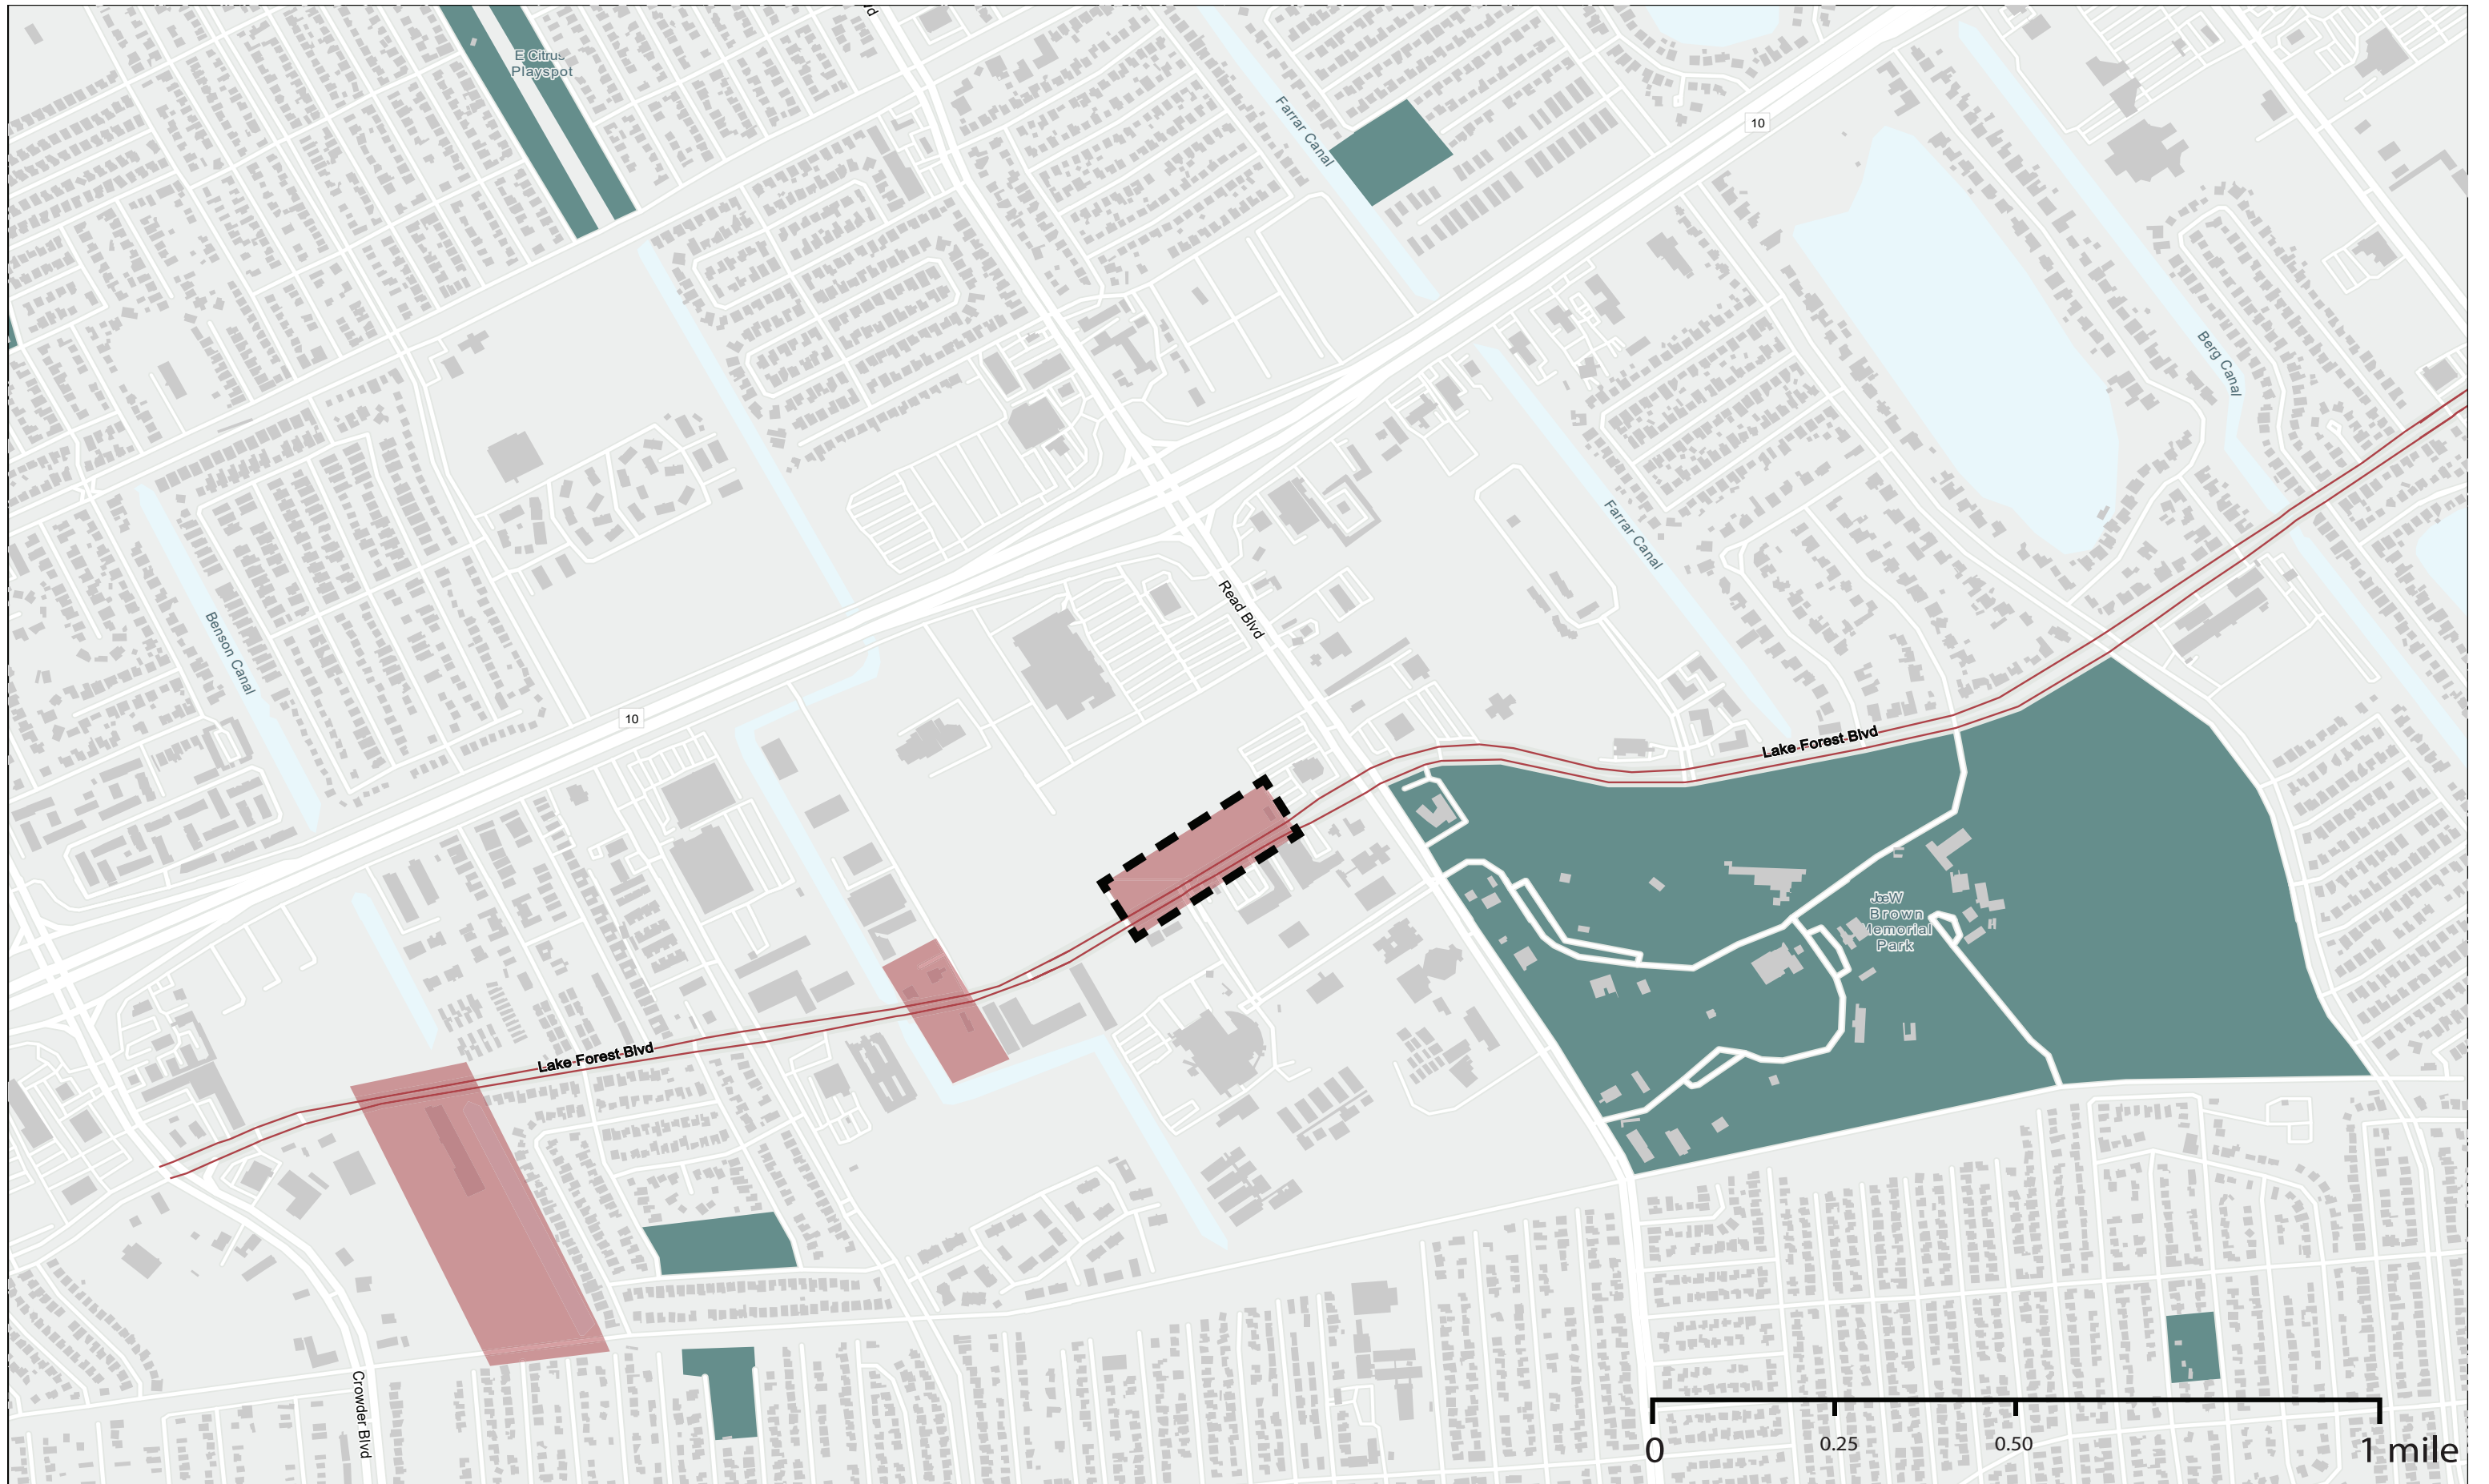 E Citrus
Playspot
Farrar Canal
10
Berg Canal
Farrar Canal
Read Blvd
Benson Canal
10
Lake Forest Blvd
Brown
Memorial
Park
Lake Forest Blvd
Crowder Blvd
0
0.25
0.50
1 mile